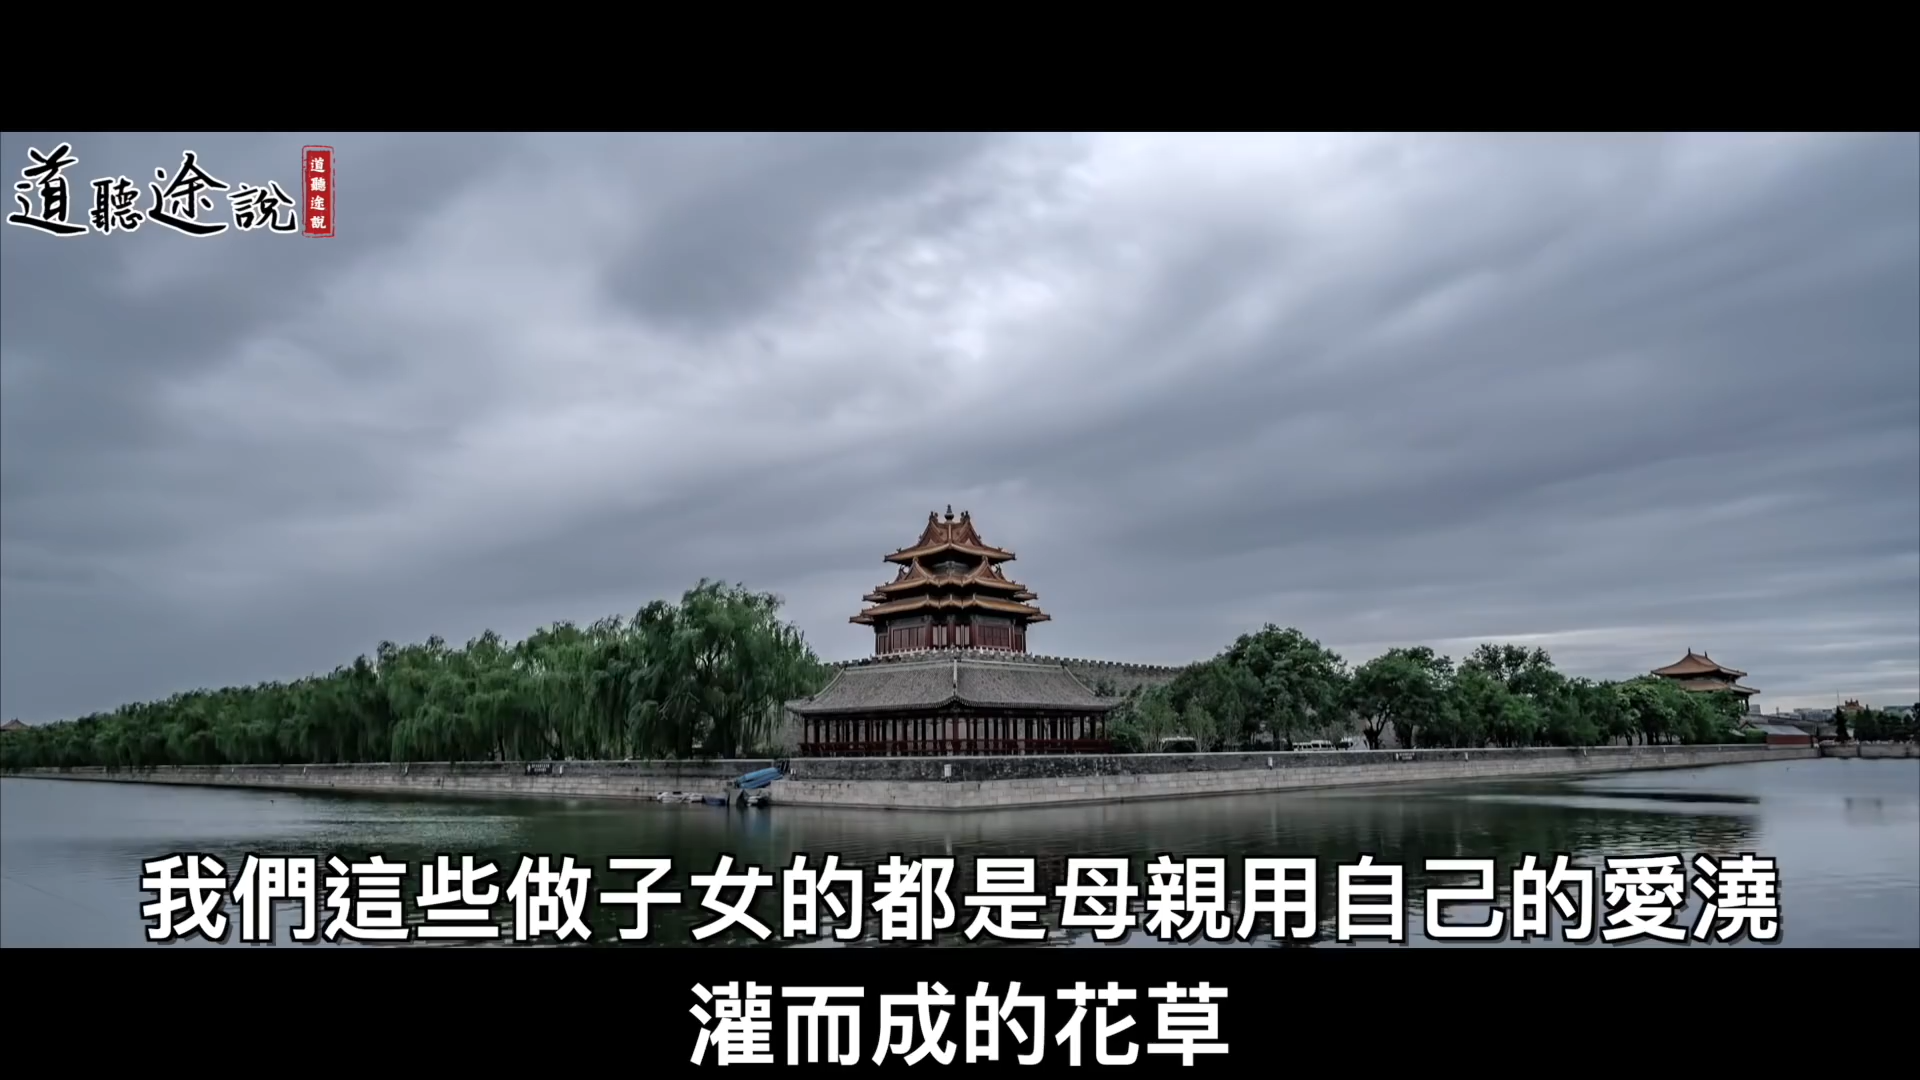 道聽途說
道聽途說
我們這些做子女的都是母親用自己的愛澆
灌而成的花草